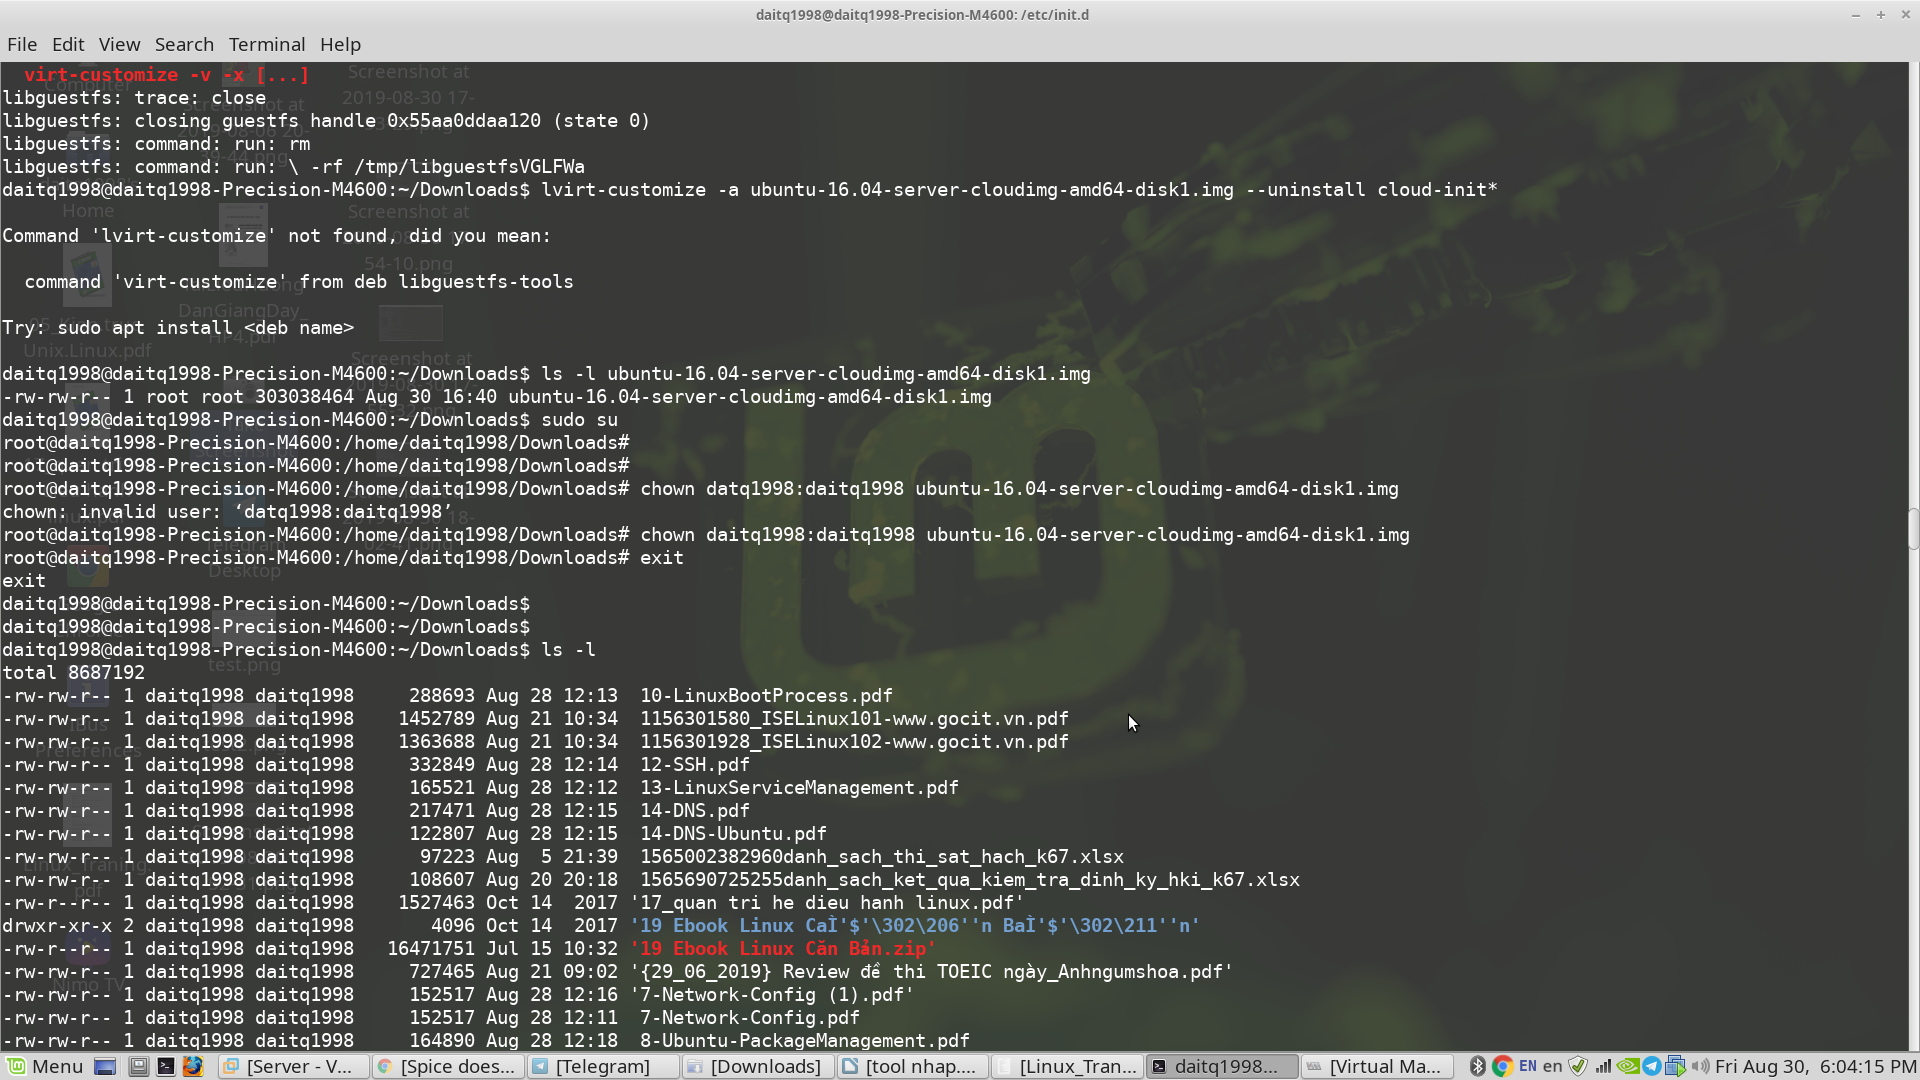 daitq1998@daitq1998-Precision-M4600: /etc/init.d
File Edit View Search Terminal Help
virt-customize -v -x [...]
libguestfs: trace: close
libguestfs: closing guestfs handle 0x55aa0ddaa120 (state 0)
libguestfs: command: run: rm
libguestfs: command: run: \ -rf /tmp/libguestfsVGLFWa
daitq1998@daitq1998-Precision-M4600:~/Downloads$ lvirt-customize -a ubuntu-16.04-server-cloudimg-amd64-disk1.img --uninstall cloud-init*
Command 'lvirt-customize' not found, did you mean:
command 'virt-customize' from deb libguestfs-tools
Try: sudo apt install <deb name>
daitq1998@daitq1998-Precision-M4600:~/Downloads$ ls -l ubuntu-16.04-server-cloudimg-amd64-disk1.img
-rw-rw-r-- 1 root root 303038464 Aug 30 16:40 ubuntu-16.04-server-cloudimg-amd64-disk1.img
daitq1998@daitq1998-Precision-M4600:~/Downloads$ sudo su
root@daitq1998-Precision-M4600:/home/daitq1998/Downloads#
root@daitq1998-Precision-M4600:/home/daitq1998/Downloads#
root@daitq1998-Precision-M4600:/home/daitq1998/Downloads# chown datq1998:daitq1998 ubuntu-16.04-server-cloudimg-amd64-disk1.img
chown: invalid user: ‘datq1998:daitq1998’
root@daitq1998-Precision-M4600:/home/daitq1998/Downloads# chown daitq1998:daitq1998 ubuntu-16.04-server-cloudimg-amd64-disk1.img
root@daitq1998-Precision-M4600:/home/daitq1998/Downloads# exit
exit
daitq1998@daitq1998-Precision-M4600:~/Downloads$
daitq1998@daitq1998-Precision-M4600:~/Downloads$
daitq1998@daitq1998-Precision-M4600:~/Downloads$ ls -l
total 8687192
-rw-rw-r-- 1 daitq1998 daitq1998 288693 Aug 28 12:13 10-LinuxBootProcess.pdf
-rw-rw-r-- 1 daitq1998 daitq1998 1452789 Aug 21 10:34 1156301580_ISELinux101-www.gocit.vn.pdf
-rw-rw-r-- 1 daitq1998 daitq1998 1363688 Aug 21 10:34 1156301928_ISELinux102-www.gocit.vn.pdf
-rw-rw-r-- 1 daitq1998 daitq1998 332849 Aug 28 12:14 12-SSH.pdf
-rw-rw-r-- 1 daitq1998 daitq1998 165521 Aug 28 12:12 13-LinuxServiceManagement.pdf
-rw-rw-r-- 1 daitq1998 daitq1998 217471 Aug 28 12:15 14-DNS.pdf
-rw-rw-r-- 1 daitq1998 daitq1998 122807 Aug 28 12:15 14-DNS-Ubuntu.pdf
-rw-rw-r-- 1 daitq1998 daitq1998 97223 Aug 5 21:39 1565002382960danh_sach_thi_sat_hach_k67.xlsx
-rw-rw-r-- 1 daitq1998 daitq1998 108607 Aug 20 20:18 1565690725255danh_sach_ket_qua_kiem_tra_dinh_ky_hki_k67.xlsx
-rw-r--r-- 1 daitq1998 daitq1998 1527463 Oct 14 2017 '17_quan tri he dieu hanh linux.pdf'
drwxr-xr-x 2 daitq1998 daitq1998 4096 Oct 14 2017 '19 Ebook Linux CaÌ'$'\302\206''n BaÌ'$'\302\211''n'
-rw-r--r-- 1 daitq1998 daitq1998 16471751 Jul 15 10:32 '19 Ebook Linux Căn Bản.zip'
-rw-rw-r-- 1 daitq1998 daitq1998 727465 Aug 21 09:02 '{29_06_2019} Review đề thi TOEIC ngày_Anhngumshoa.pdf'
-rw-rw-r-- 1 daitq1998 daitq1998 152517 Aug 28 12:16 '7-Network-Config (1).pdf'
-rw-rw-r-- 1 daitq1998 daitq1998 152517 Aug 28 12:11 7-Network-Config.pdf
-rw-rw-r-- 1 daitq1998 daitq1998 164890 Aug 28 12:18 8-Ubuntu-PackageManagement.pdf
Menu [Server - V... [Spice does... [Telegram] [Downloads] [tool nhap.... [Linux_Tran... daitq1998... [Virtual Ma... EN en Fri Aug 30, 6:04:15 PM